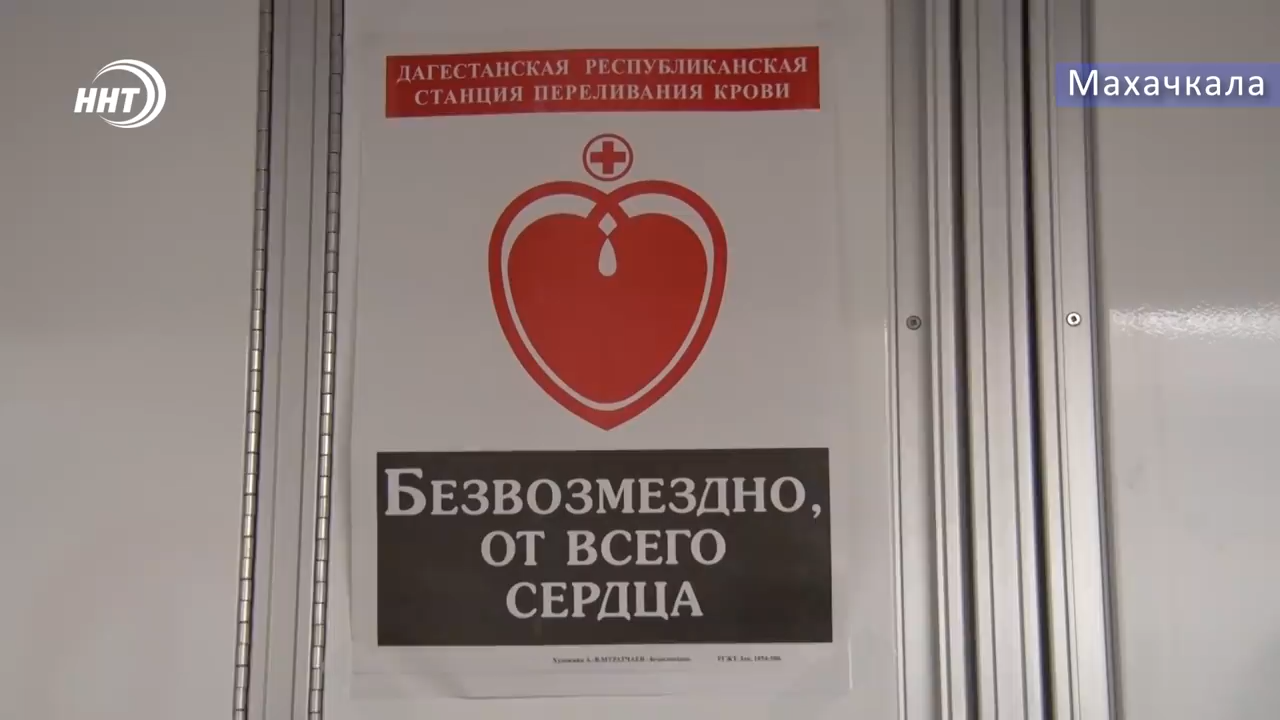 ННТ
Махачкала
ДАГЕСТАНСКАЯ РЕСПУБЛИКАНСКАЯ
СТАНЦИЯ ПЕРЕЛИВАНИЯ КРОВИ
БЕЗВОЗМЕЗДНО,
ОТ ВСЕГО
СЕРДЦА